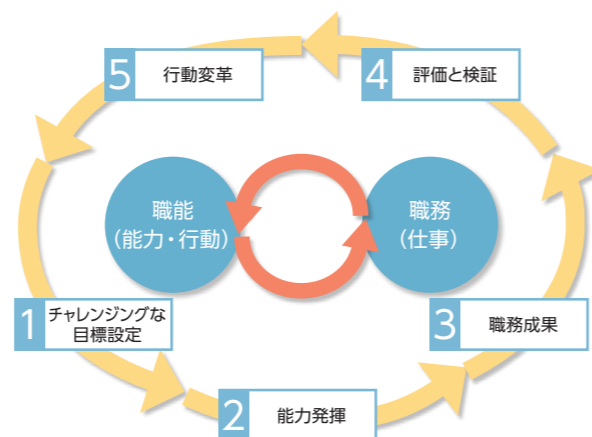 5 行動変革
4 評価と検証
職能
(能力・行動)
職務
(仕事)
1 チャレンジングな
目標設定
3 職務成果
2 能力発揮